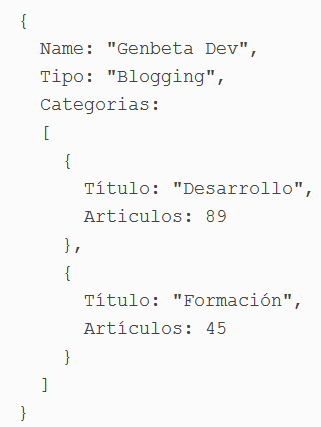 {
  Name: "Genbeta Dev",
  Tipo: "Blogging",
  Categorias:
  [
    {
      Título: "Desarrollo",
      Articulos: 89
    },
    {
      Título: "Formación",
      Artículos: 45
    }
  ]
}